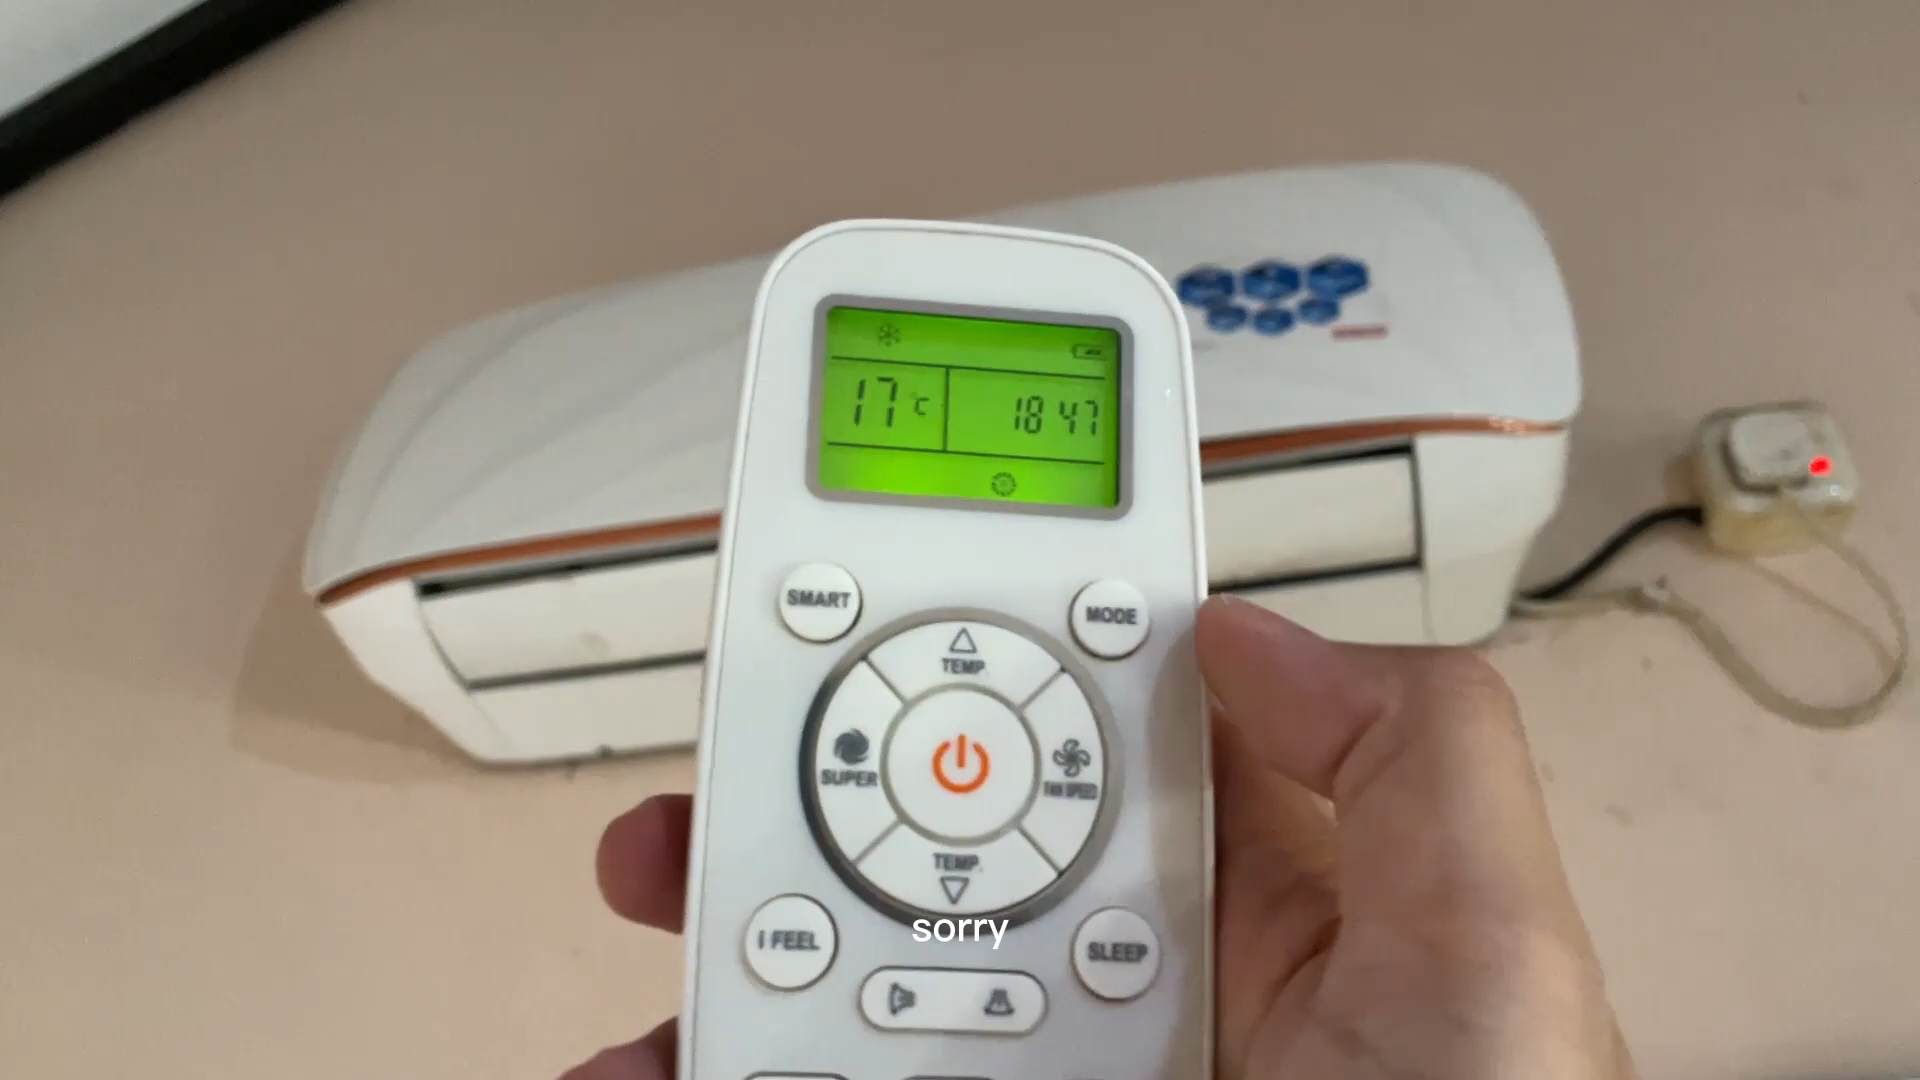 17 °C
18 47
SMART
MODE
TEMP.
SUPER
FAN SPEED
TEMP.
i FEEL
sorry
SLEEP